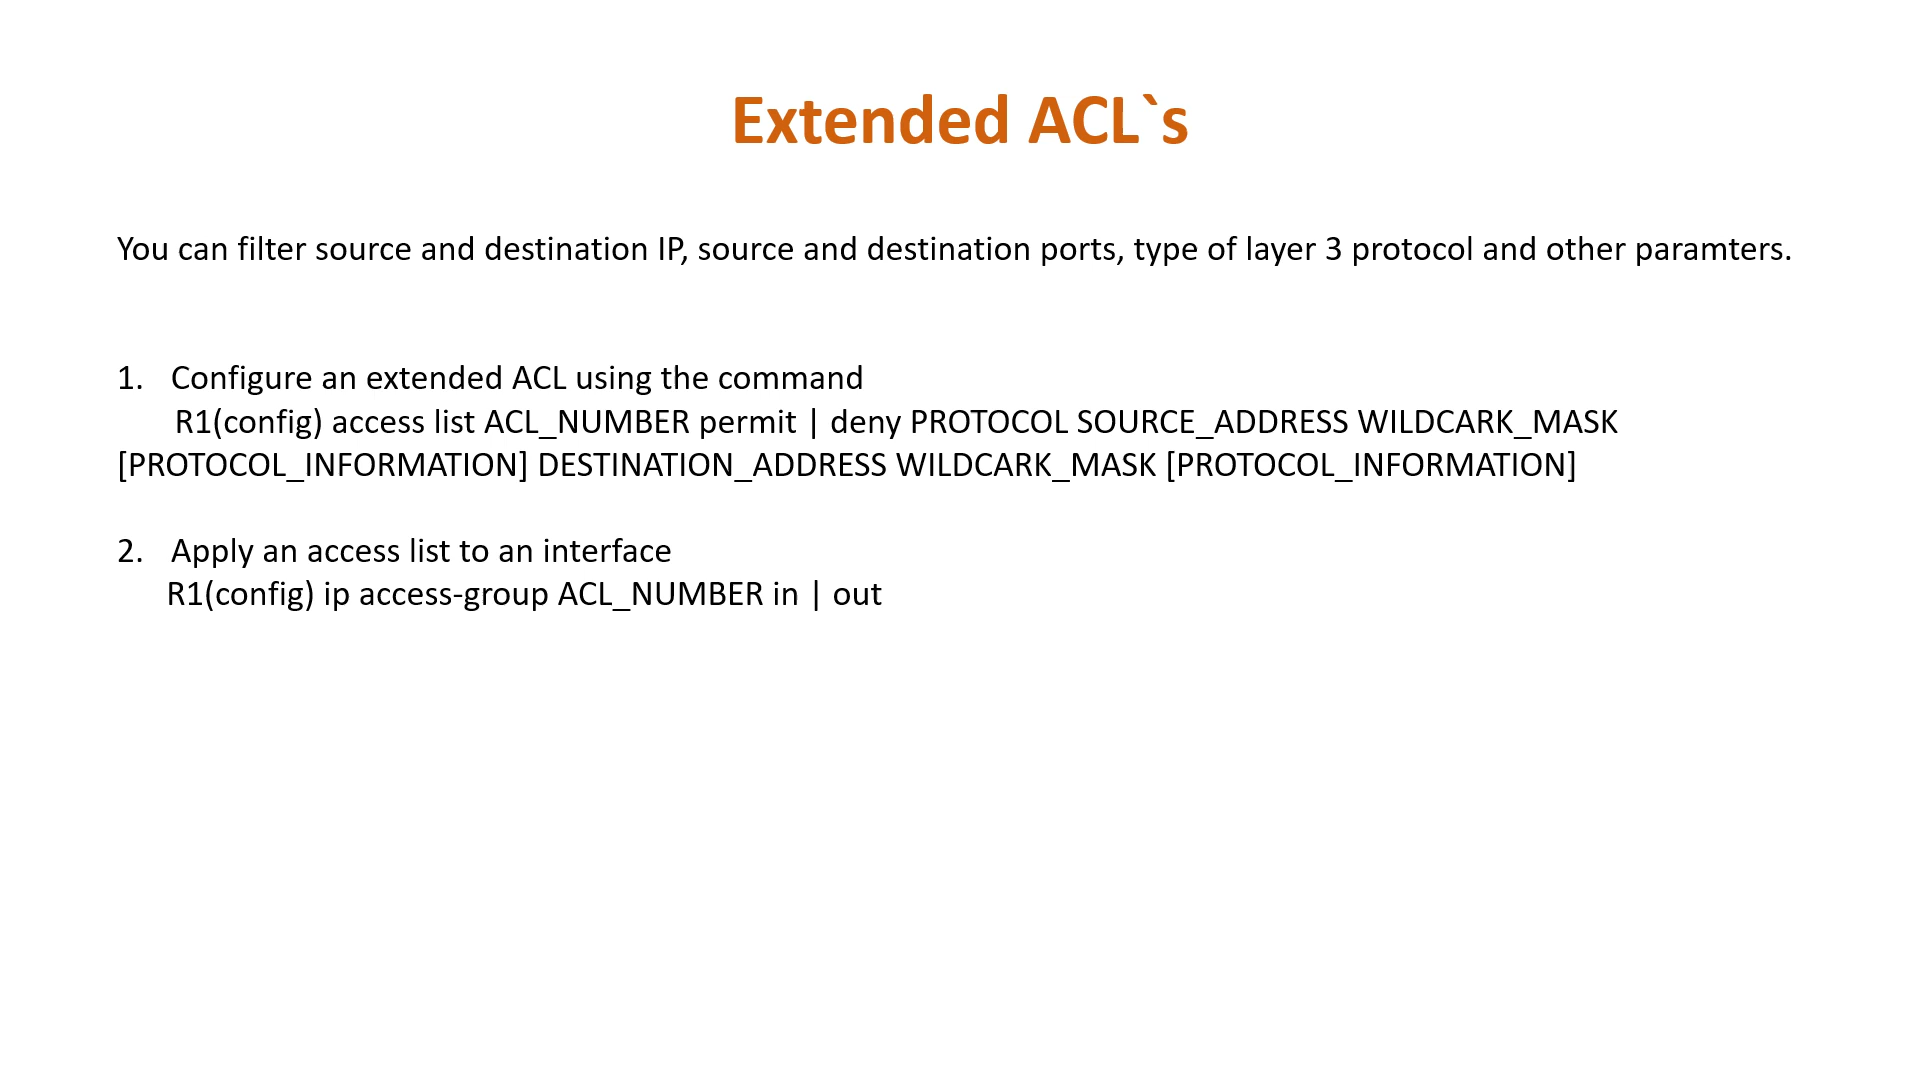 Extended ACL`s
You can filter source and destination IP, source and destination ports, type of layer 3 protocol and other paramters.
1. Configure an extended ACL using the command
R1(config) access list ACL_NUMBER permit | deny PROTOCOL SOURCE_ADDRESS WILDCARK_MASK
[PROTOCOL_INFORMATION] DESTINATION_ADDRESS WILDCARK_MASK [PROTOCOL_INFORMATION]
2. Apply an access list to an interface
R1(config) ip access-group ACL_NUMBER in | out